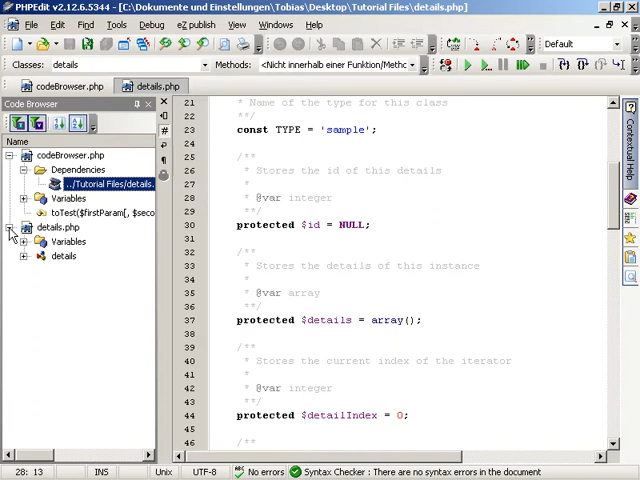 PHPEdit v2.12.6.5344 - [C:\Dokumente und Einstellungen\Tobias\Desktop\Tutorial Files\details.php]
File Edit Search Tools Debug eZ publish View Windows Help
Default
Classes: details Methods: <Nicht innerhalb einer Funktion/Metho
codeBrowser.php details.php
Code Browser
Name
codeBrowser.php
Dependencies
../Tutorial Files/details.
Variables
toTest($firstParam[, $seco
details.php
Variables
details
21 * Name of the type for this class
22 **/
23 const TYPE = 'sample';
24
25 /**
26 * Stores the id of this details
27 *
28 * @var integer
29 **/
30 protected $id = NULL;
31
32 /**
33 * Stores the details of this instance
34 *
35 * @var array
36 **/
37 protected $details = array();
38
39 /**
40 * Stores the current index of the iterator
41 *
42 * @var integer
43 **/
44 protected $detailIndex = 0;
45
46 /**
Contextual Help
28: 13 INS Unix UTF-8 No errors Syntax Checker : There are no syntax errors in the document